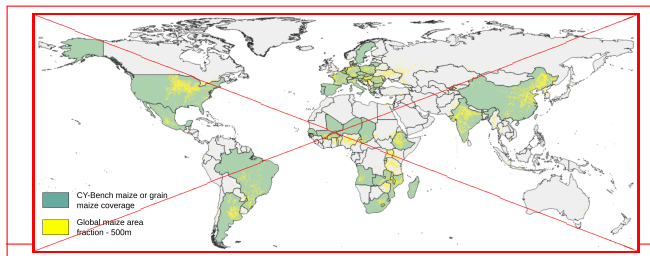 CY-Bench maize or grain
maize coverage
Global maize area
fraction - 500m